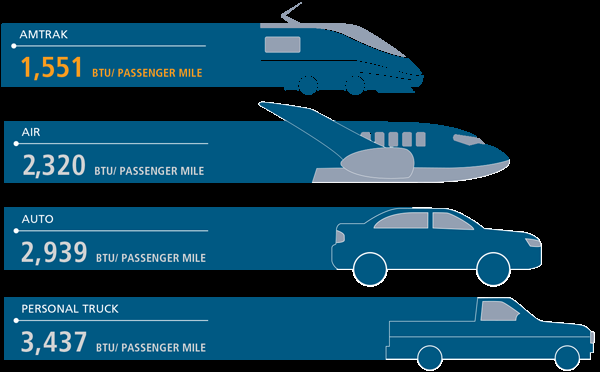 AMTRAK
1,551 BTU/ PASSENGER MILE
AIR
2,320 BTU/ PASSENGER MILE
AUTO
2,939 BTU/ PASSENGER MILE
PERSONAL TRUCK
3,437 BTU/ PASSENGER MILE